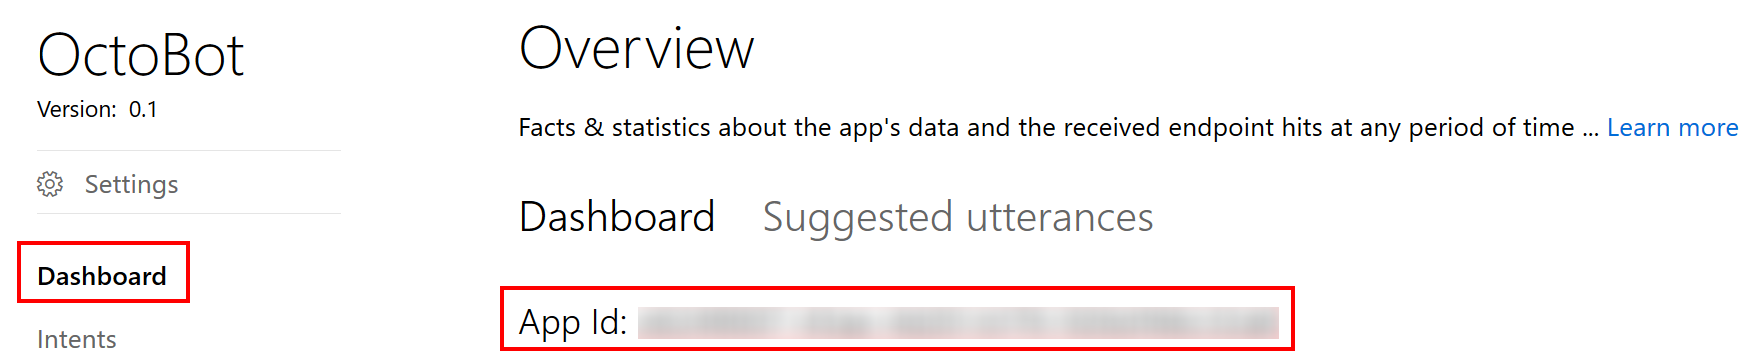 OctoBot
Version: 0.1
Settings
Dashboard
Intents
Overview
Facts & statistics about the app's data and the received endpoint hits at any period of time ... Learn more
Dashboard Suggested utterances
App Id: